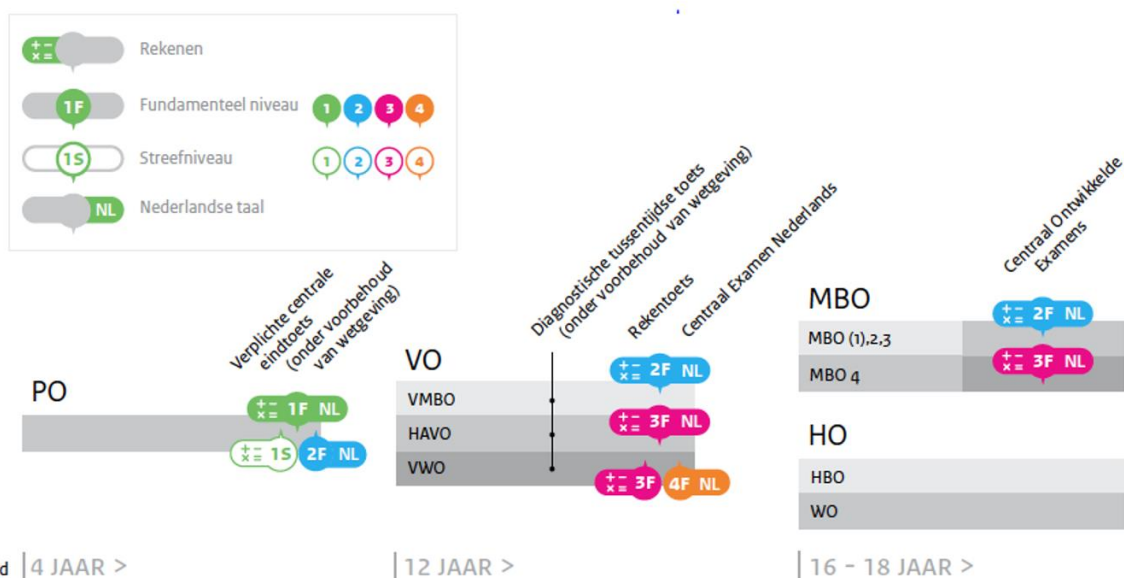 + - × = Rekenen
1F Fundamenteel niveau 1 2 3 4
1S Streefniveau 1 2 3 4
NL Nederlandse taal
PO
Verplichte centrale
eindtoets
(onder voorbehoud
van wetgeving)
+ - × = 1F NL
+ - × = 1S 2F NL
VO
Diagnostische tussentijdse toets
(onder voorbehoud van wetgeving)
Rekentoets
Centraal Examen Nederlands
+ - × = 2F NL
VMBO
+ - × = 3F NL
HAVO
VWO
+ - × = 3F 4F NL
MBO
Centraal Ontwikkelde
Examens
+ - × = 2F NL
MBO (1),2,3
+ - × = 3F NL
MBO 4
HO
HBO
WO
d 4 JAAR >
12 JAAR >
16 - 18 JAAR >